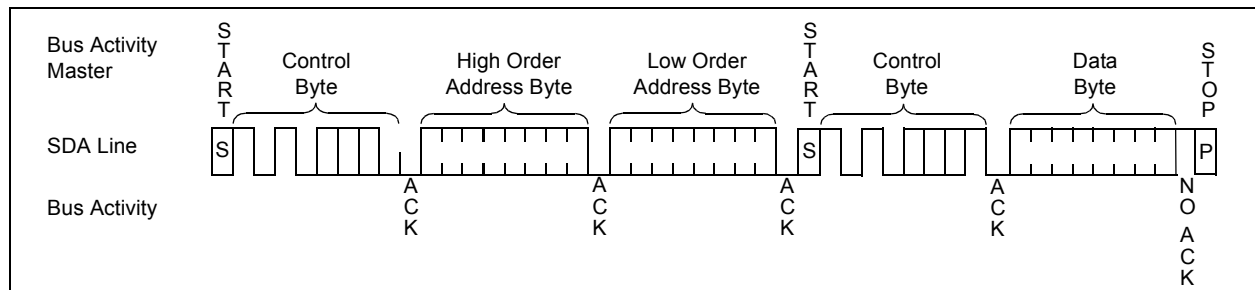 Bus Activity
Master
START
Control
Byte
High Order
Address Byte
Low Order
Address Byte
START
Control
Byte
Data
Byte
STOP
SDA Line
S
S
P
Bus Activity
ACK
ACK
ACK
ACK
NO ACK